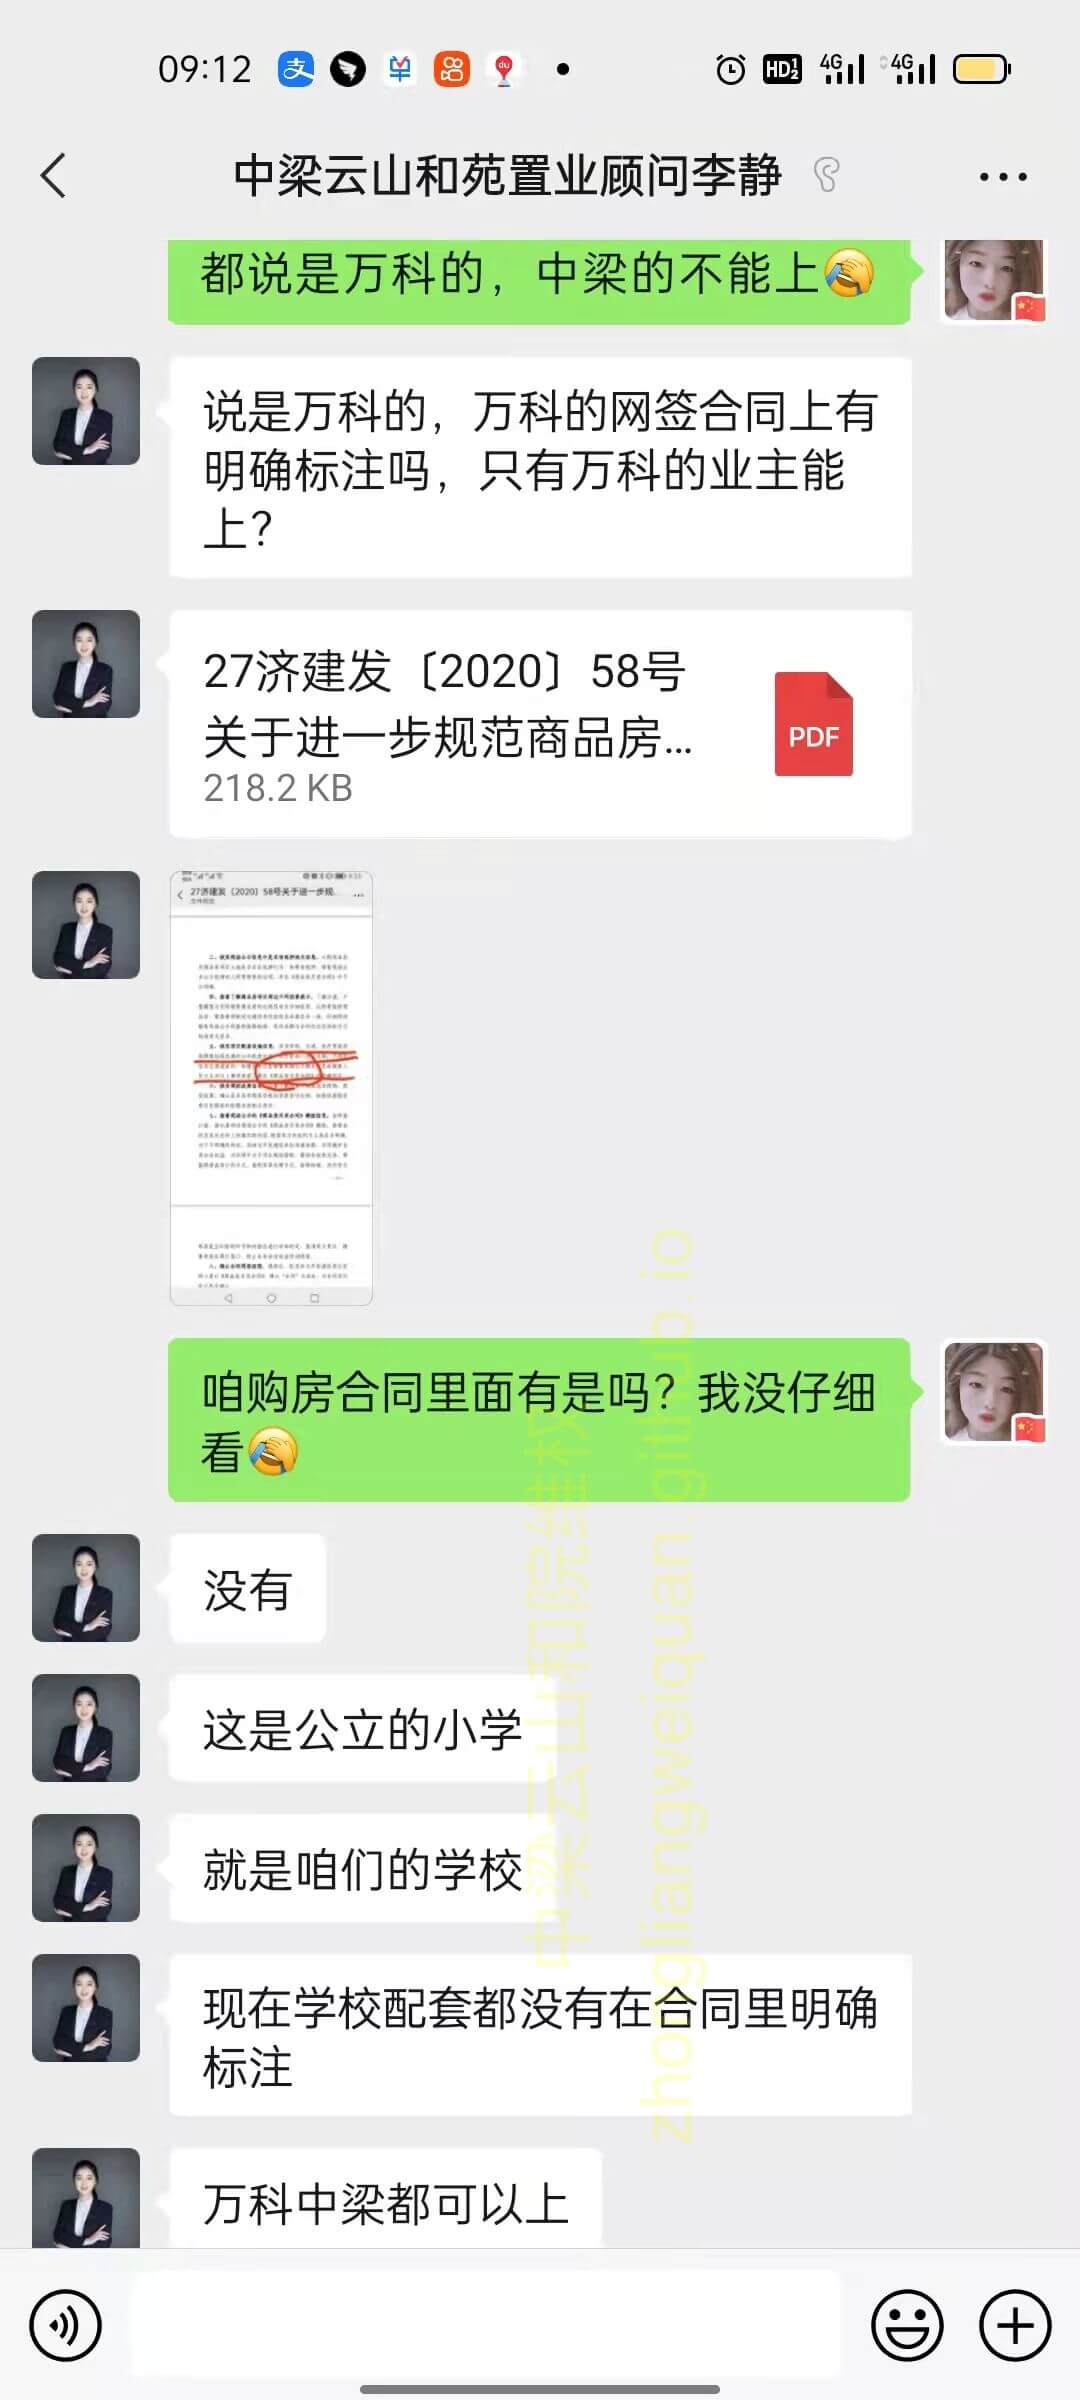 09:12
HD
4G
4G
中梁云山和苑置业顾问李静
都说是万科的，中梁的不能上
说是万科的，万科的网签合同上有
明确标注吗，只有万科的业主能
上？
27济建发〔2020〕58号
关于进一步规范商品房...
218.2 KB
PDF
27济建发〔2020〕58号关于进一步规...
咱购房合同里面有是吗？我没仔细
看
没有
这是公立的小学
就是咱们的学校
现在学校配套都没有在合同里明确
标注
万科中梁都可以上
中梁云山和院维权
zhongliangweiquan.github.io